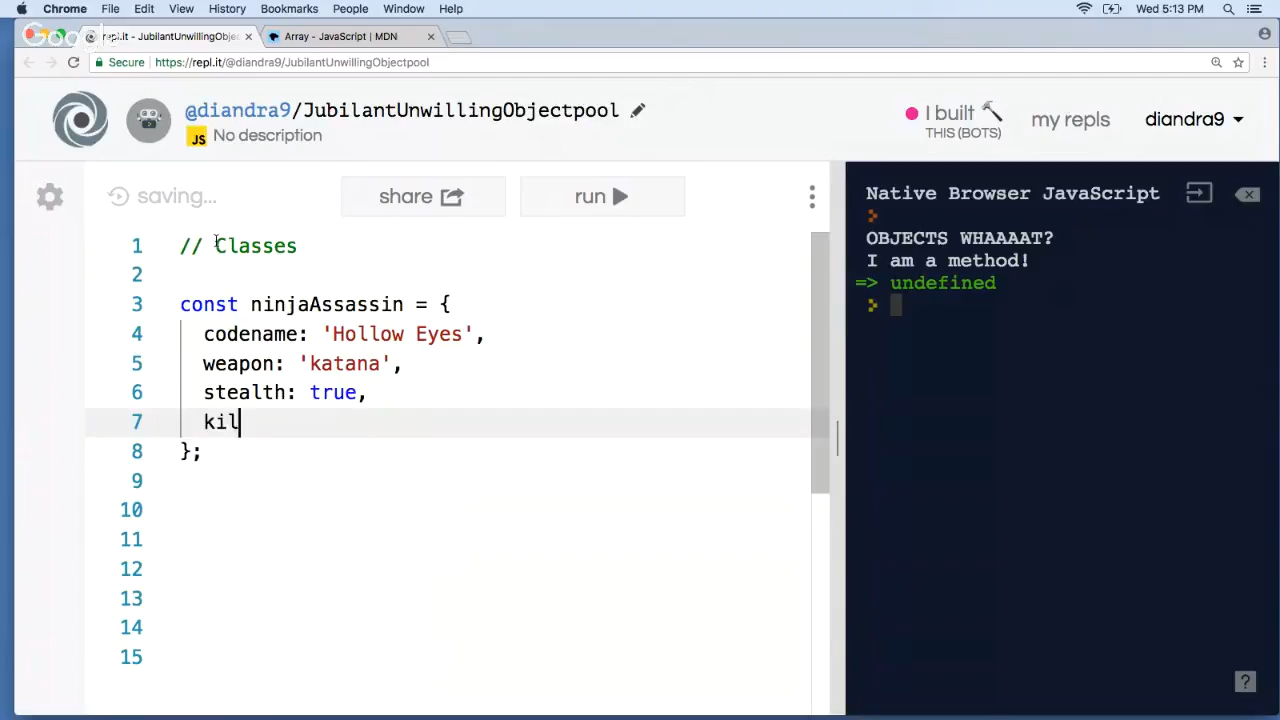 Chrome File Edit View History Bookmarks People Window Help Wed 5:13 PM
Google
repl.it - JubilantUnwillingObjec Array - JavaScript | MDN
Secure https://repl.it/@diandra9/JubilantUnwillingObjectpool
@diandra9/JubilantUnwillingObjectpool
JS No description
I built
THIS (BOTS)
my repls
diandra9
saving...
share
run
1 // Classes
2
3 const ninjaAssassin = {
4 codename: 'Hollow Eyes',
5 weapon: 'katana',
6 stealth: true,
7 kil
8 };
9
10
11
12
13
14
15
Native Browser JavaScript
OBJECTS WHAAAAT?
I am a method!
=> undefined
?